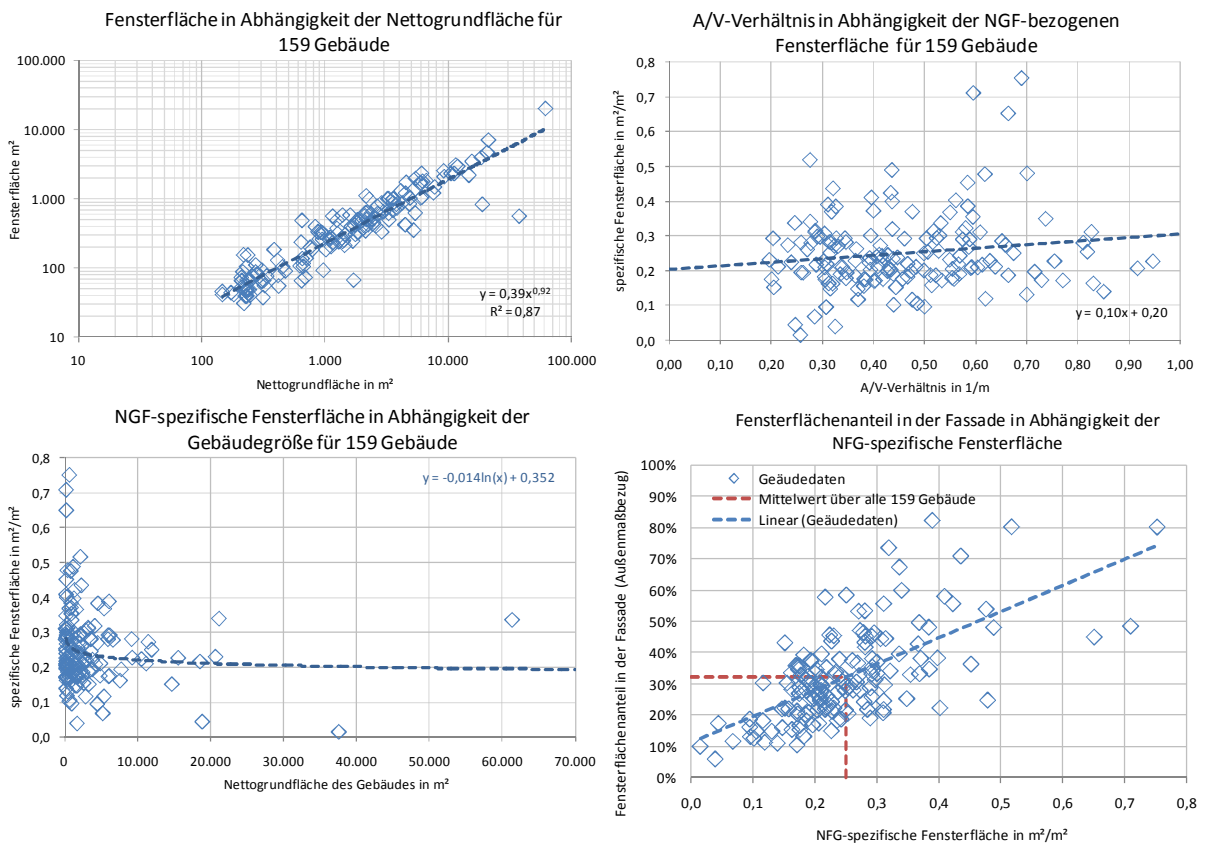 Fensterfläche in Abhängigkeit der Nettogrundfläche für
159 Gebäude
100.000
10.000
1.000
100
10
Fensterfläche m²
y = 0,39x^0,92
R² = 0,87
10
100
1.000
10.000
100.000
Nettogrundfläche in m²
A/V-Verhältnis in Abhängigkeit der NGF-bezogenen
Fensterfläche für 159 Gebäude
0,8
0,7
0,6
0,5
0,4
0,3
0,2
0,1
0,0
spezifische Fensterfläche in m²/m²
y = 0,10x + 0,20
0,00
0,10
0,20
0,30
0,40
0,50
0,60
0,70
0,80
0,90
1,00
A/V-Verhältnis in 1/m
NGF-spezifische Fensterfläche in Abhängigkeit der
Gebäudegröße für 159 Gebäude
0,8
0,7
0,6
0,5
0,4
0,3
0,2
0,1
0,0
spezifische Fensterfläche in m²/m²
y = -0,014ln(x) + 0,352
0
10.000
20.000
30.000
40.000
50.000
60.000
70.000
Nettogrundfläche des Gebäudes in m²
Fensterflächenanteil in der Fassade in Abhängigkeit der
NFG-spezifische Fensterfläche
100%
90%
80%
70%
60%
50%
40%
30%
20%
10%
0%
Fensterflächenanteil in der Fassade (Außenmaßbezug)
Geäudedaten
Mittelwert über alle 159 Gebäude
Linear (Geäudedaten)
0,0
0,1
0,2
0,3
0,4
0,5
0,6
0,7
0,8
NFG-spezifische Fensterfläche in m²/m²